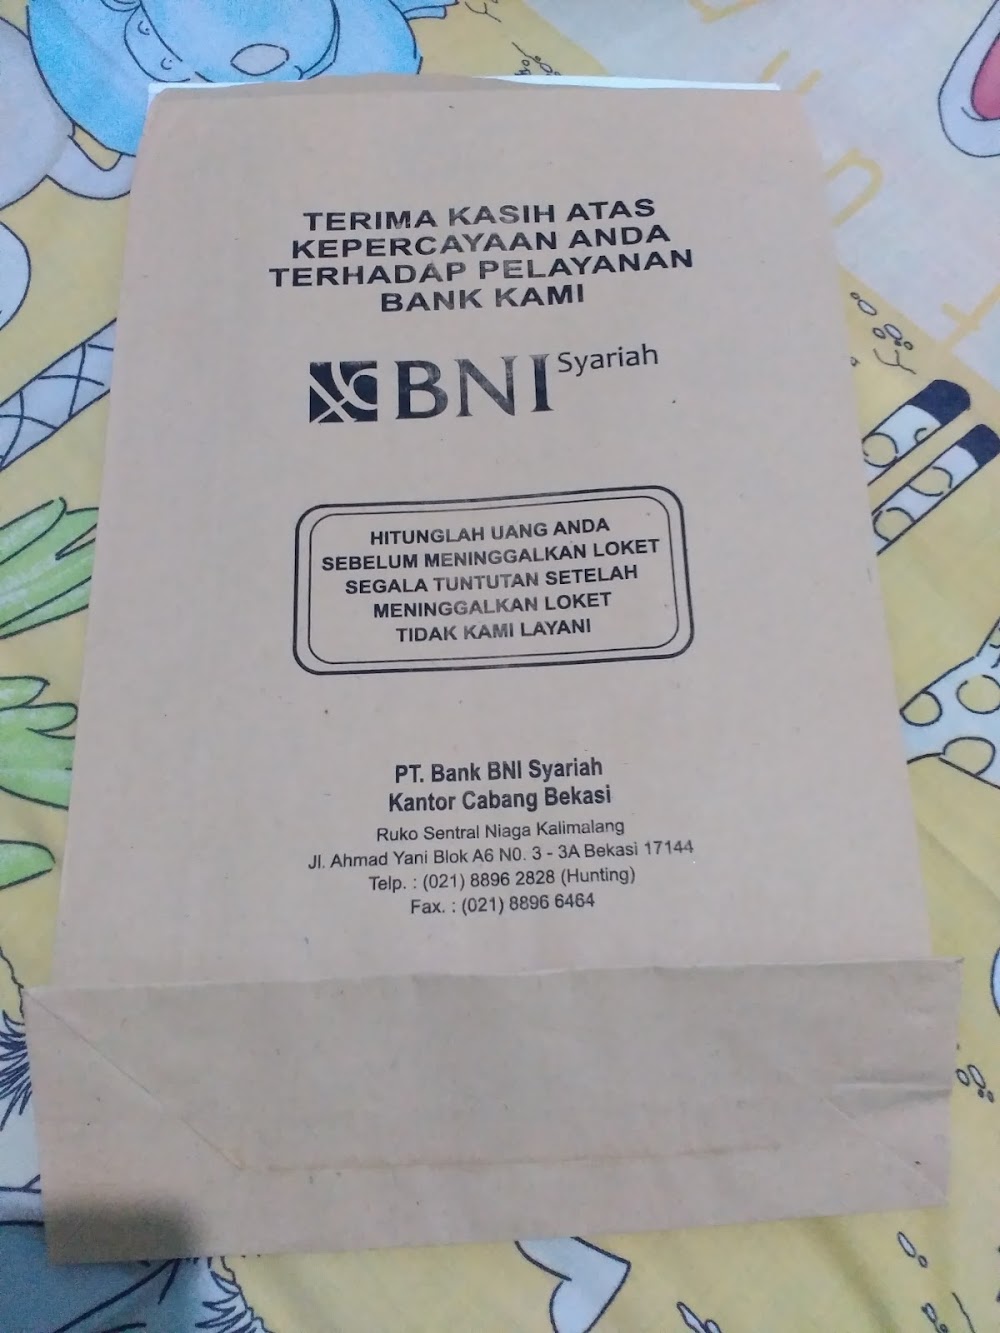 TERIMA KASIH ATAS
KEPERCAYAAN ANDA
TERHADAP PELAYANAN
BANK KAMI
BNI Syariah
HITUNGLAH UANG ANDA
SEBELUM MENINGGALKAN LOKET
SEGALA TUNTUTAN SETELAH
MENINGGALKAN LOKET
TIDAK KAMI LAYANI
PT. Bank BNI Syariah
Kantor Cabang Bekasi
Ruko Sentral Niaga Kalimalang
Jl. Ahmad Yani Blok A6 N0. 3 - 3A Bekasi 17144
Telp. : (021) 8896 2828 (Hunting)
Fax. : (021) 8896 6464